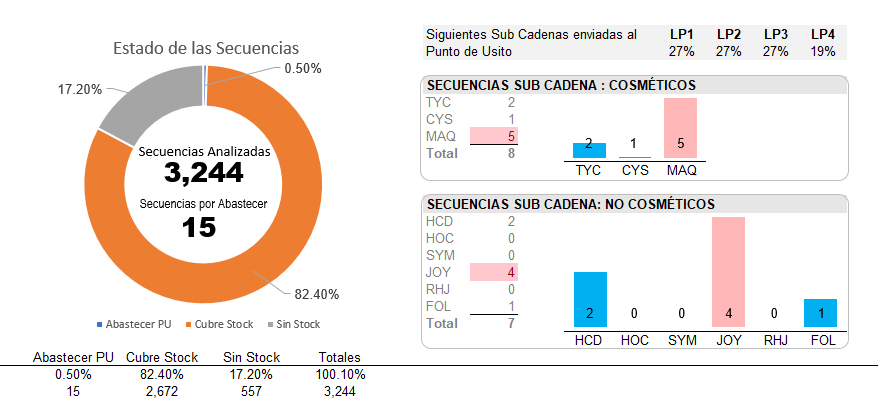 Estado de las Secuencias
0.50%
17.20%
Secuencias Analizadas
3,244
Secuencias por Abastecer
15
82.40%
Abastecer PU Cubre Stock Sin Stock
Abastecer PU Cubre Stock Sin Stock Totales
0.50% 82.40% 17.20% 100.10%
15 2,672 557 3,244
Siguientes Sub Cadenas enviadas al LP1 LP2 LP3 LP4
Punto de Usito 27% 27% 27% 19%
SECUENCIAS SUB CADENA : COSMÉTICOS
TYC 2
CYS 1
MAQ 5
Total 8
2 1 5
TYC CYS MAQ
SECUENCIAS SUB CADENA: NO COSMÉTICOS
HCD 2
HOC 0
SYM 0
JOY 4
RHJ 0
FOL 1
Total 7
2 0 0 4 0 1
HCD HOC SYM JOY RHJ FOL